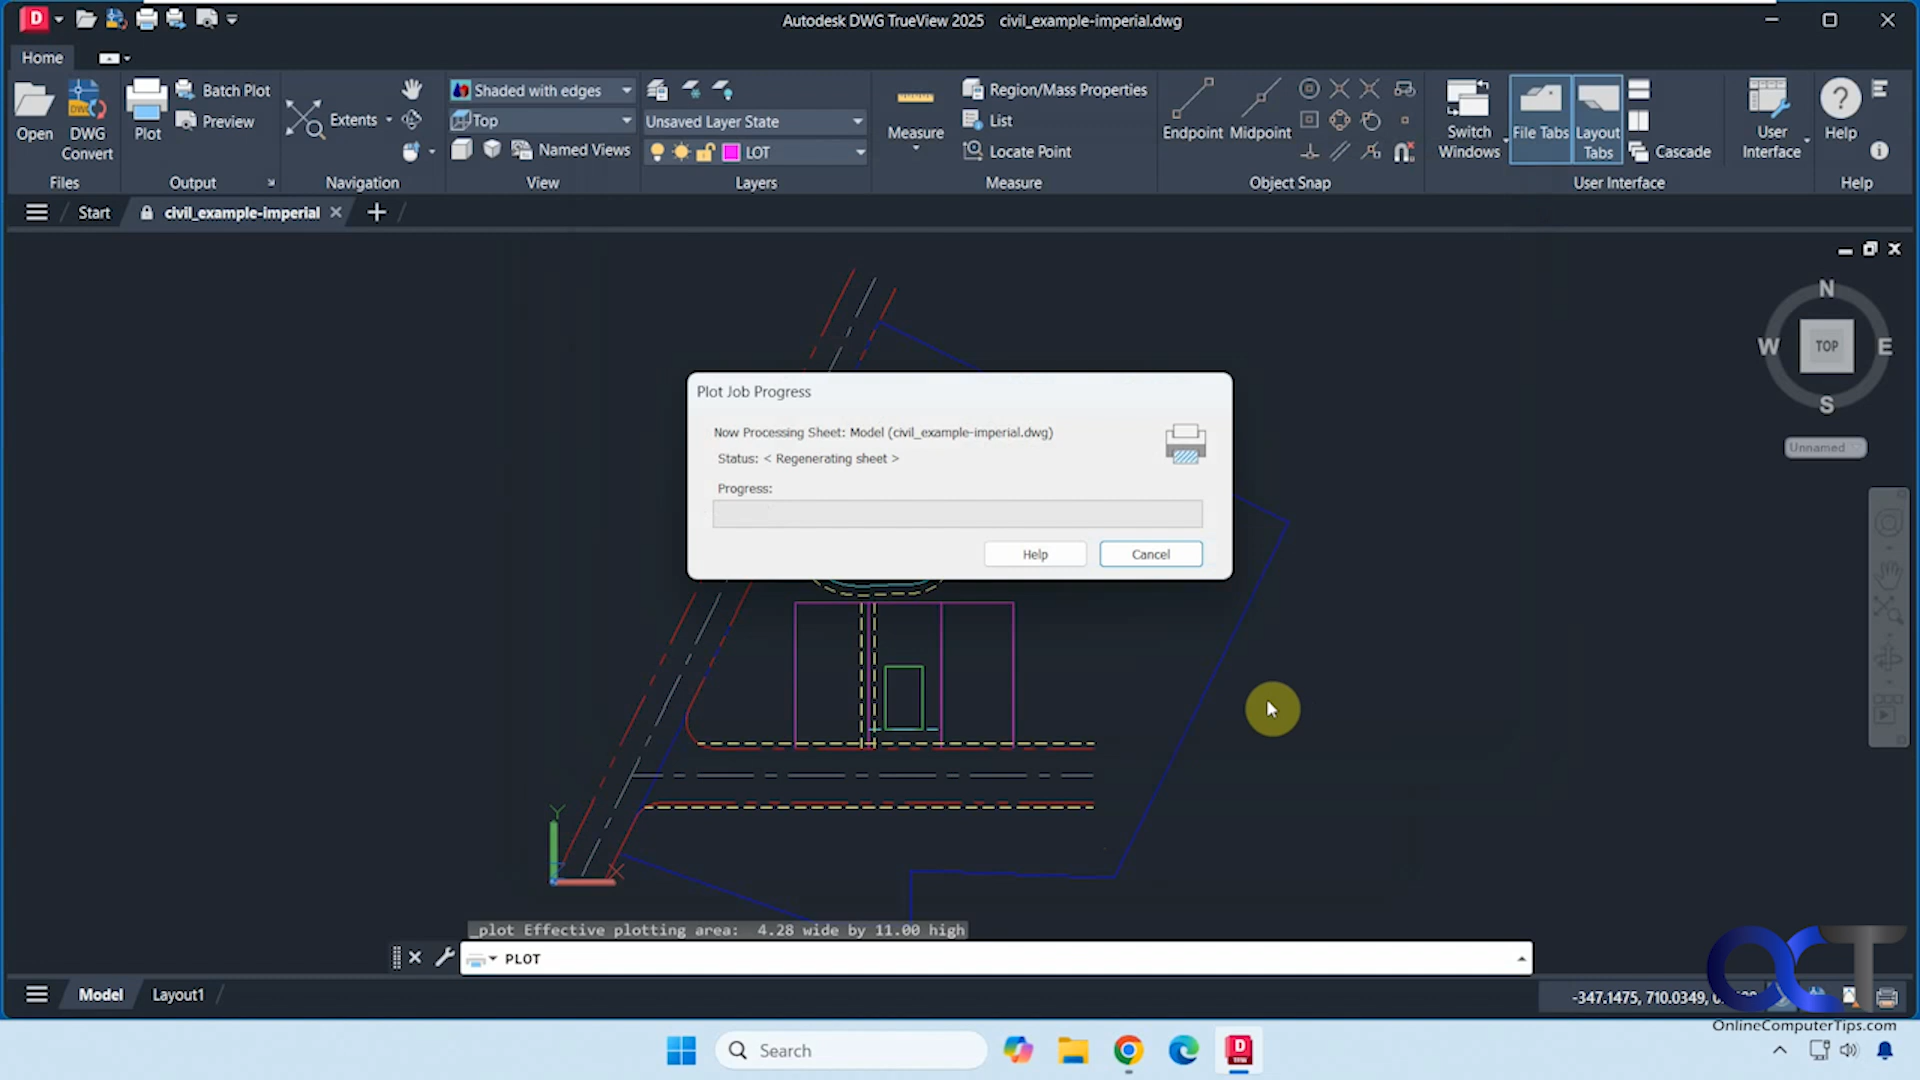 D
Autodesk DWG TrueView 2025 civil_example-imperial.dwg
Home
Open
DWG Convert
Files
Plot
Batch Plot
Preview
Output
Extents
Navigation
Shaded with edges
Top
Named Views
View
Unsaved Layer State
LOT
Layers
Measure
Region/Mass Properties
List
Locate Point
Measure
Endpoint
Midpoint
Object Snap
Switch Windows
File Tabs
Layout Tabs
Cascade
User Interface
User Interface
Help
Help
Start
civil_example-imperial
N
W
TOP
E
S
Unnamed
Plot Job Progress
Now Processing Sheet: Model (civil_example-imperial.dwg)
Status: < Regenerating sheet >
Progress:
Help
Cancel
Y
X
_plot Effective plotting area: 4.28 wide by 11.00 high
PLOT
Model
Layout1
-347.1475, 710.0349,
OCT
OnlineComputerTips.com
Search